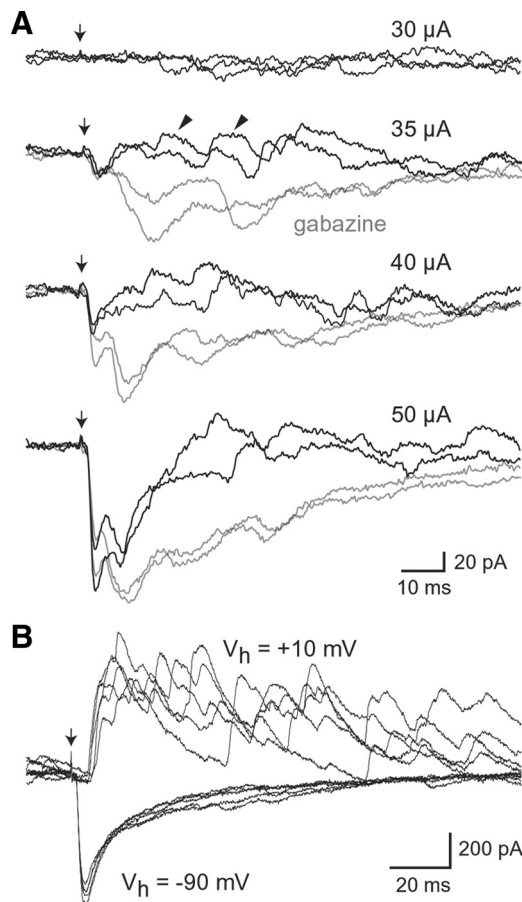 A
30 µA
35 µA
gabazine
40 µA
50 µA
20 pA
10 ms
B
Vh = +10 mV
200 pA
20 ms
Vh = -90 mV